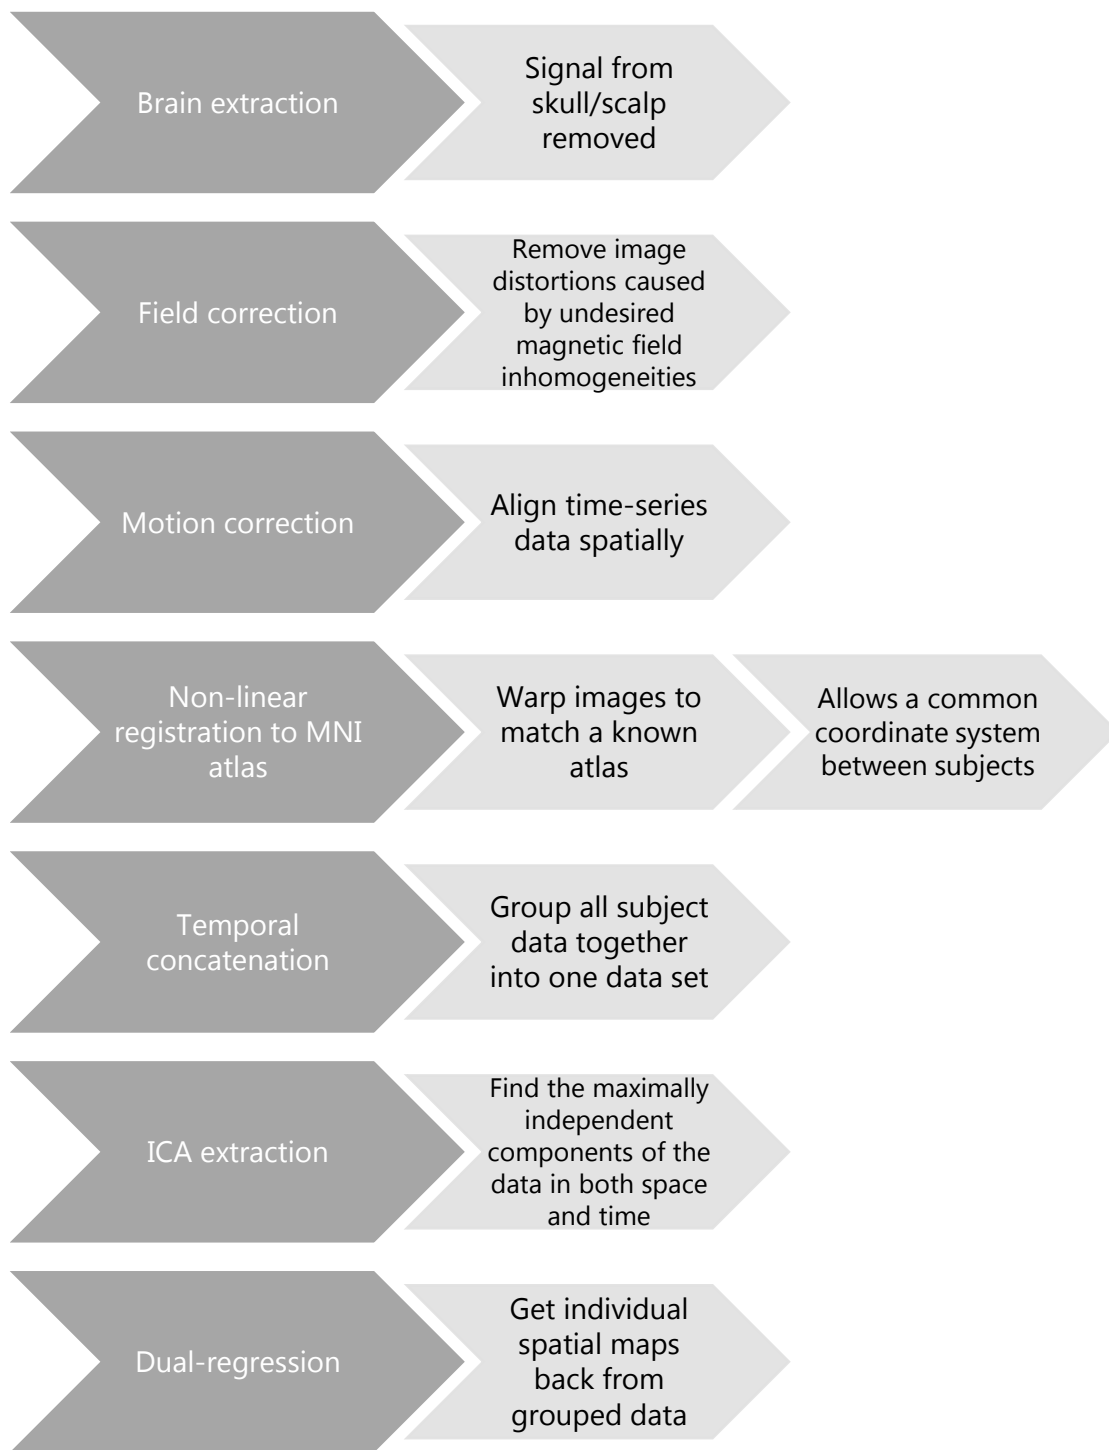 Brain extraction
Signal from
skull/scalp
removed
Field correction
Remove image
distortions caused
by undesired
magnetic field
inhomogeneities
Motion correction
Align time-series
data spatially
Non-linear
registration to MNI
atlas
Warp images to
match a known
atlas
Allows a common
coordinate system
between subjects
Temporal
concatenation
Group all subject
data together
into one data set
ICA extraction
Find the maximally
independent
components of the
data in both space
and time
Dual-regression
Get individual
spatial maps
back from
grouped data